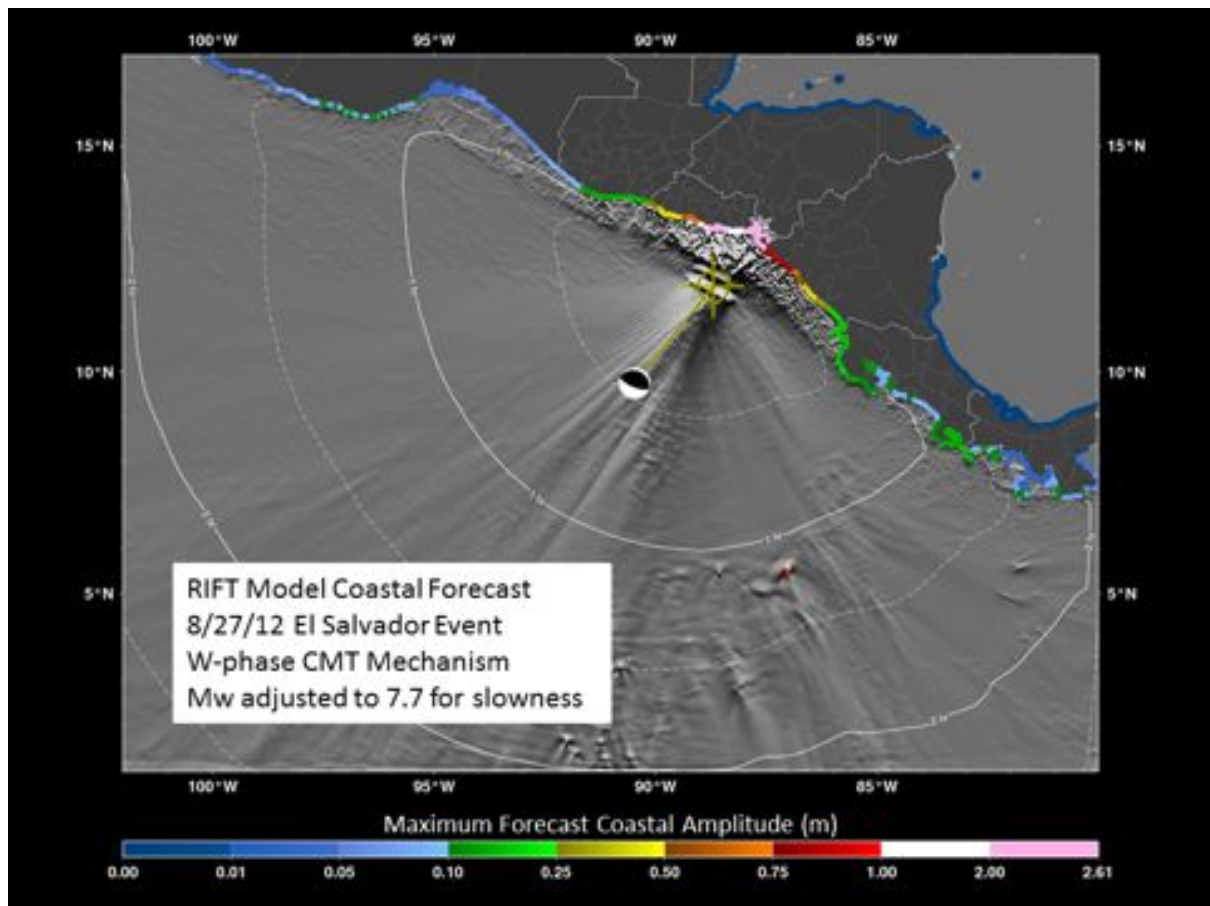 100°W 95°W 90°W 85°W
15°N 15°N
10°N 10°N
5°N 5°N
RIFT Model Coastal Forecast
8/27/12 El Salvador Event
W-phase CMT Mechanism
Mw adjusted to 7.7 for slowness
100°W 95°W 90°W 85°W
Maximum Forecast Coastal Amplitude (m)
0.00 0.01 0.05 0.10 0.25 0.50 0.75 1.00 2.00 2.61